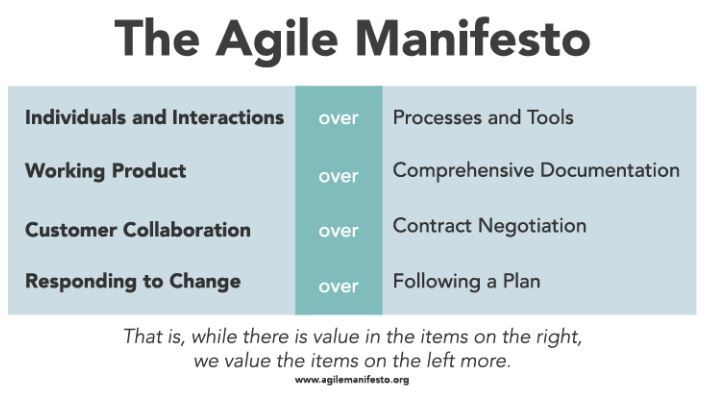 The Agile Manifesto
Individuals and Interactions over Processes and Tools
Working Product over Comprehensive Documentation
Customer Collaboration over Contract Negotiation
Responding to Change over Following a Plan
That is, while there is value in the items on the right,
we value the items on the left more.
www.agilemanifesto.org